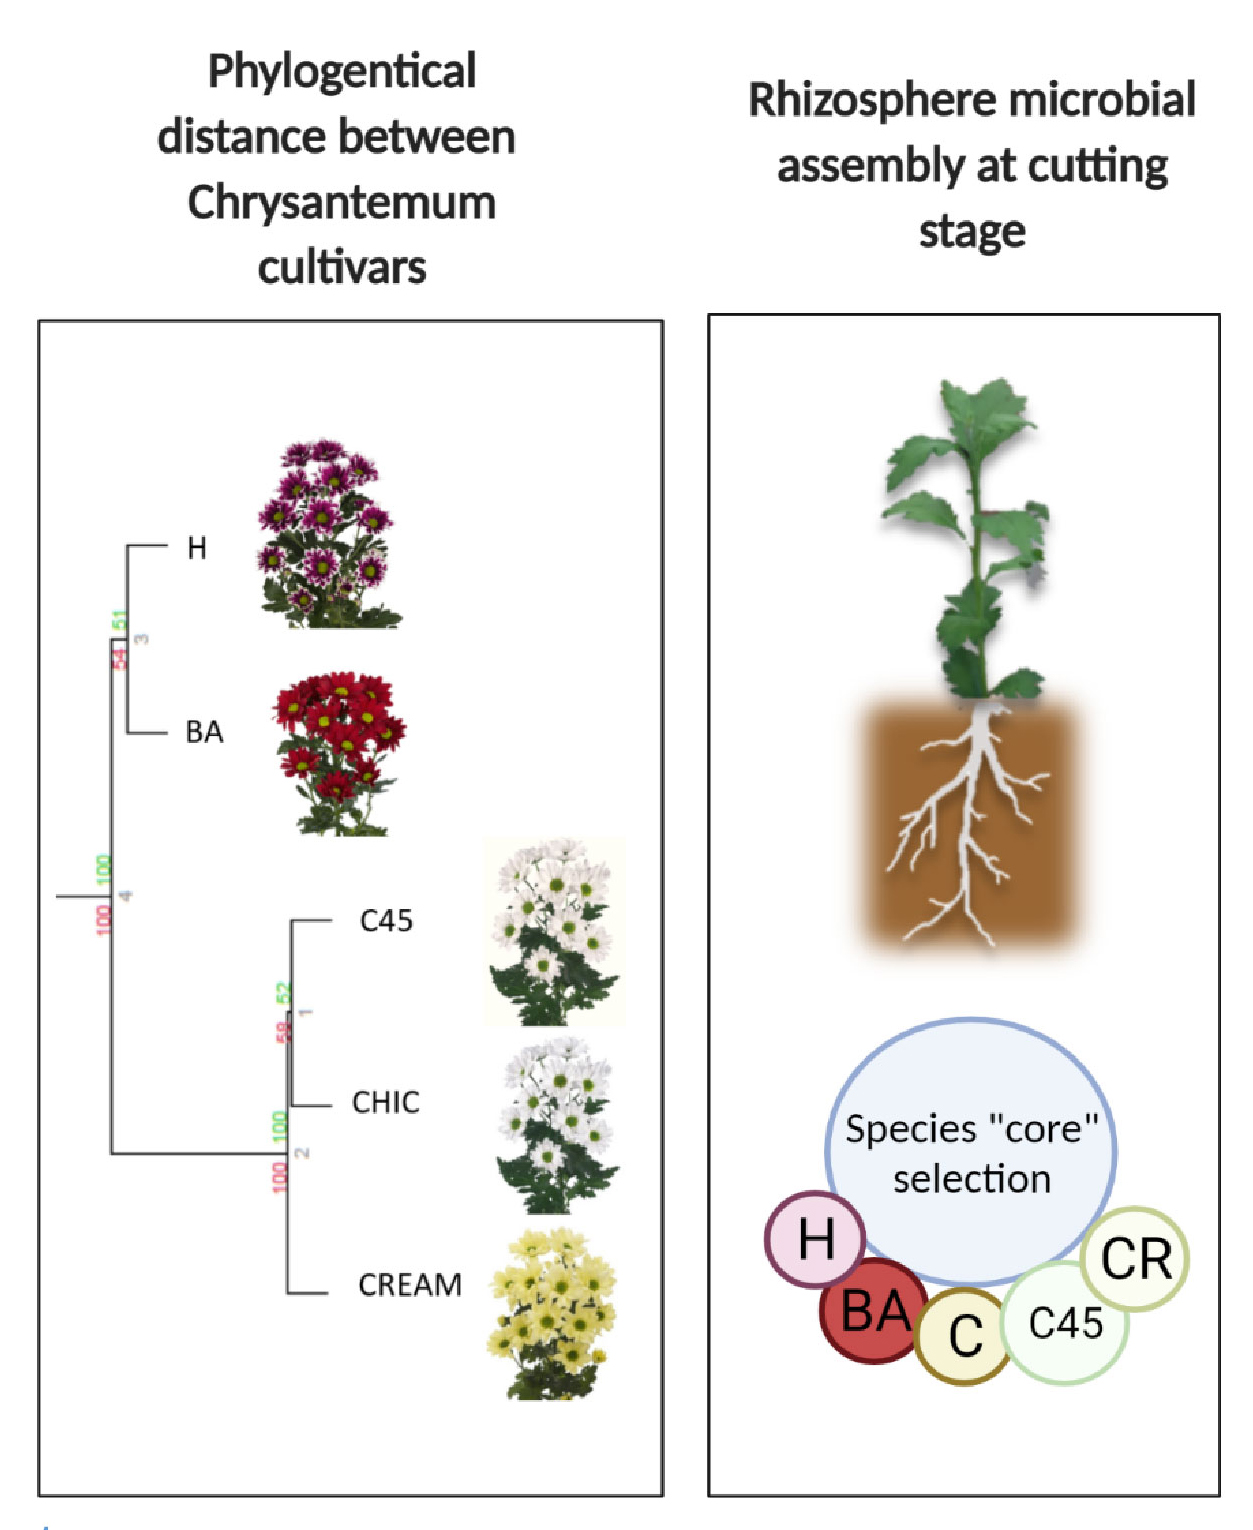 Phylogentical
distance between
Chrysantemum
cultivars
H
51
54
3
BA
100
100
4
C45
52
59
1
CHIC
100
100
2
CREAM
Rhizosphere microbial
assembly at cutting
stage
Species "core"
selection
H
BA
C
C45
CR